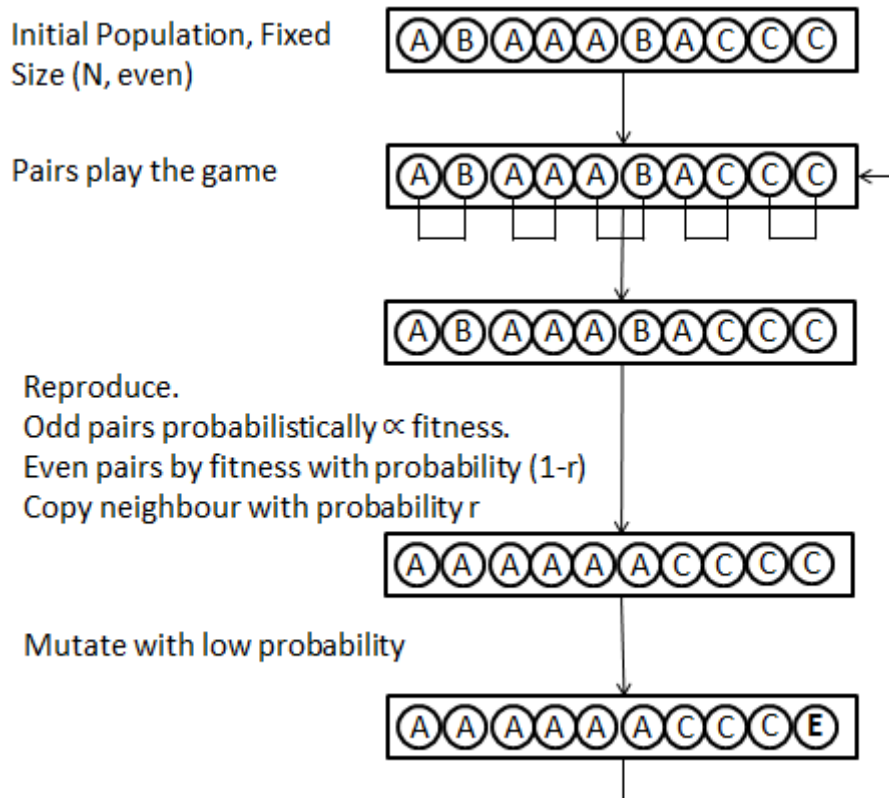 Initial Population, Fixed
Size (N, even)
A B A A A B A C C C
Pairs play the game
A B A A A B A C C C
A B A A A B A C C C
Reproduce.
Odd pairs probabilistically ∝ fitness.
Even pairs by fitness with probability (1-r)
Copy neighbour with probability r
A A A A A A C C C C
Mutate with low probability
A A A A A A C C C E